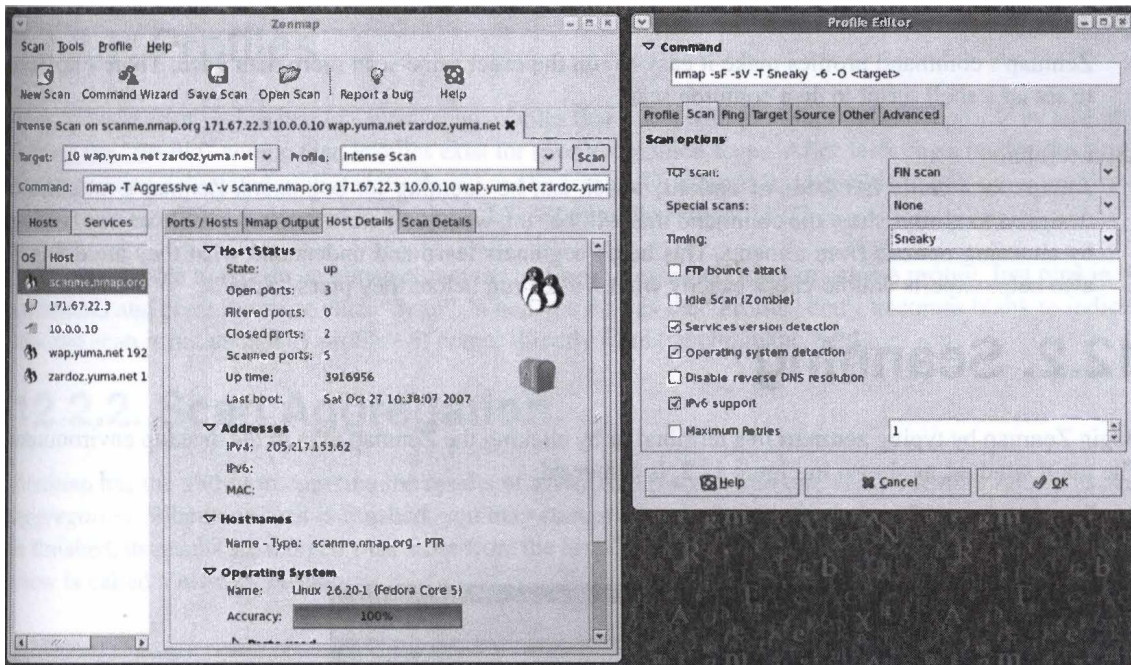 Zenmap
Scan Tools Profile Help
New Scan Command Wizard Save Scan Open Scan Report a bug Help
Intense Scan on scanme.nmap.org 171.67.22.3 10.0.0.10 wap.yuma.net zardoz.yuma.net
Target: .10 wap.yuma.net zardoz.yuma.net Profile: Intense Scan Scan
Command: nmap -T Aggressive -A -v scanme.nmap.org 171.67.22.3 10.0.0.10 wap.yuma.net zardoz.yuma
Hosts Services Ports / Hosts Nmap Output Host Details Scan Details
OS Host
scanme.nmap.org
171.67.22.3
10.0.0.10
wap.yuma.net 192
zardoz.yuma.net 1
Host Status
State: up
Open ports: 3
Filtered ports: 0
Closed ports: 2
Scanned ports: 5
Up time: 3916956
Last boot: Sat Oct 27 10:38:07 2007
Addresses
IPv4: 205.217.153.62
IPv6:
MAC:
Hostnames
Name - Type: scanme.nmap.org - PTR
Operating System
Name: Linux 2.6.20-1 (Fedora Core 5)
Accuracy: 100%
Ports used
Profile Editor
Command
nmap -sF -sV -T Sneaky -6 -O <target>
Profile Scan Ping Target Source Other Advanced
Scan options
TCP scan: FIN scan
Special scans: None
Timing: Sneaky
FTP bounce attack
Idle Scan (Zombie)
Services version detection
Operating system detection
Disable reverse DNS resolution
IPv6 support
Maximum Retries 1
Help Cancel OK